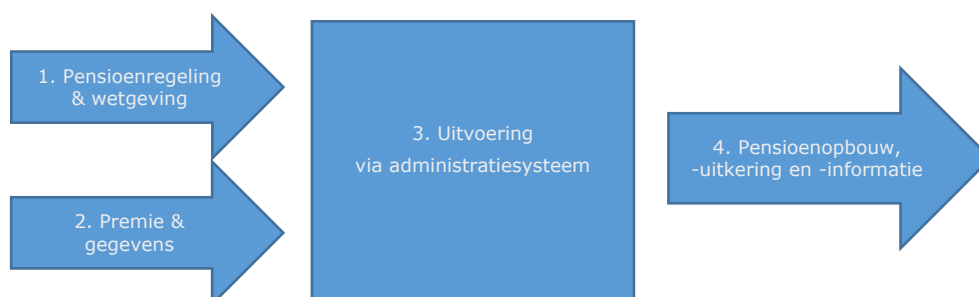 1. Pensioenregeling
& wetgeving
2. Premie &
gegevens
3. Uitvoering
via administratiesysteem
4. Pensioenopbouw,
-uitkering en -informatie